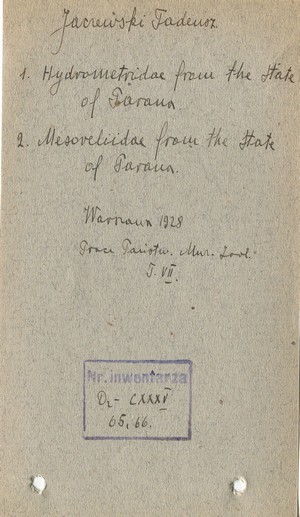 Jaczewski Tadeusz
1. Hydrometridae from the State
of Parana
2. Mesoveliidae from the State
of Parana.
Warszawa 1928
Prace Państw. Muz. Zool.
T. VII.
Nr. inwentarza
Dz- CXXXV
65, 66.